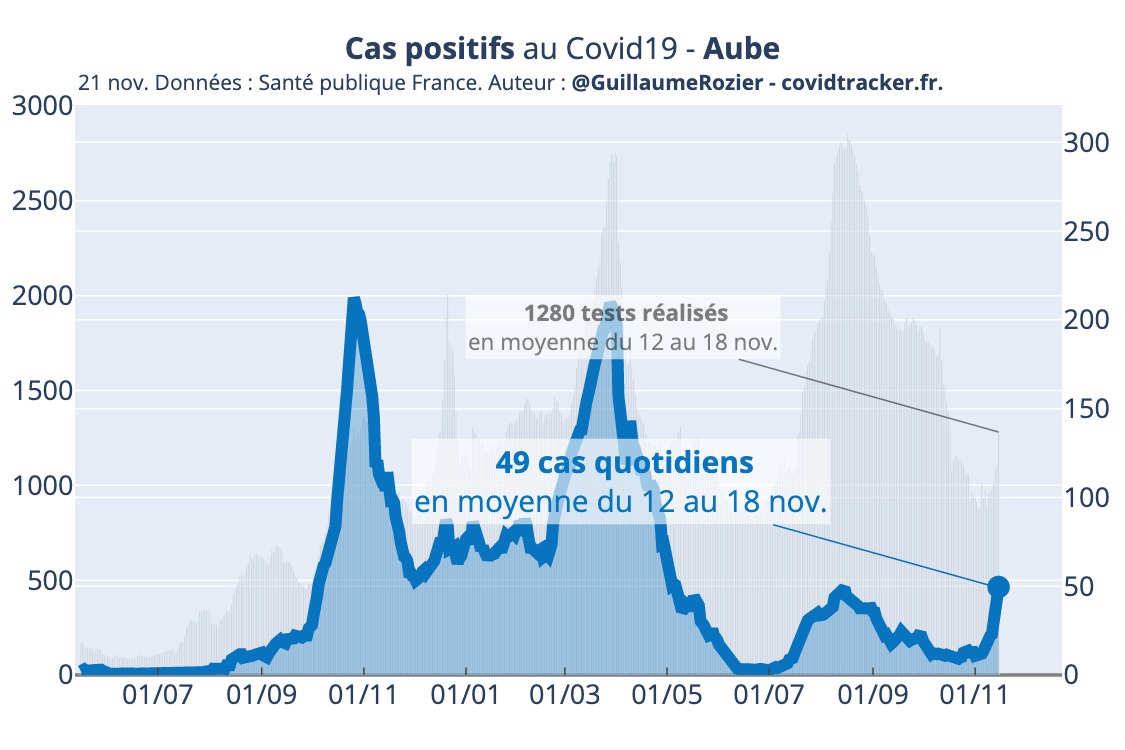 Cas positifs au Covid19 - Aube
21 nov. Données : Santé publique France. Auteur : @GuillaumeRozier - covidtracker.fr.
3000
2500
2000
1500
1000
500
0
300
250
200
150
100
50
0
1280 tests réalisés
en moyenne du 12 au 18 nov.
49 cas quotidiens
en moyenne du 12 au 18 nov.
01/07 01/09 01/11 01/01 01/03 01/05 01/07 01/09 01/11